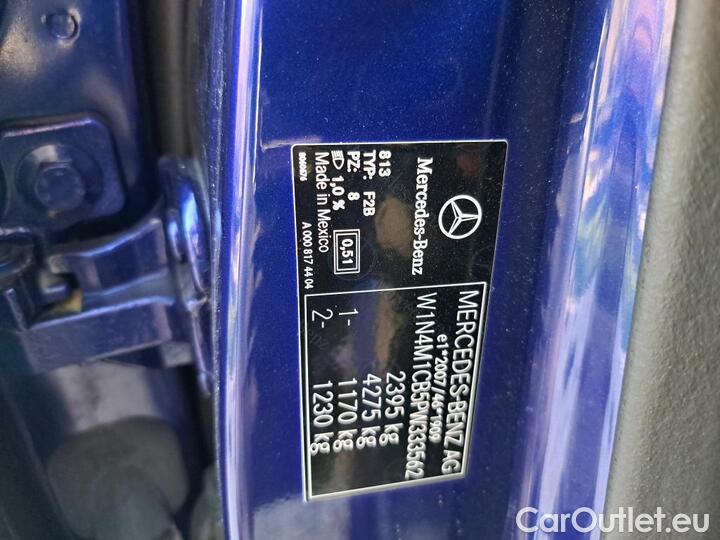 MERCEDES-BENZ AG
e1*2007/46*1909
W1N4M1CB5PW333562
2395 kg
4275 kg
1- 1170 kg
2- 1230 kg
Mercedes-Benz
813
TYP: F2B
PZ: 8
1,0 %
0,51
Made in Mexico
A 000 817 44 04
CarOutlet.eu